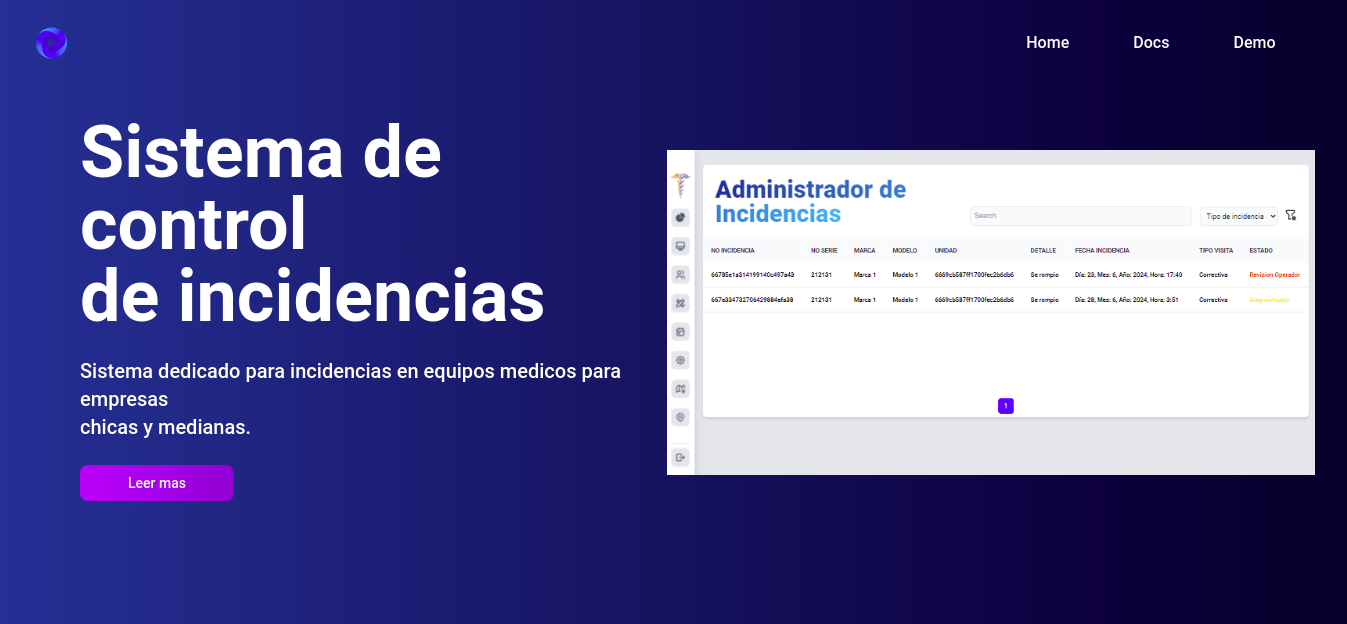 Home Docs Demo
Sistema de
control
de incidencias
Sistema dedicado para incidencias en equipos medicos para
empresas
chicas y medianas.
Leer mas
Administrador de
Incidencias
Search
Tipo de incidencia
NO INCIDENCIA NO SERIE MARCA MODELO UNIDAD DETALLE FECHA INCIDENCIA TIPO VISITA ESTADO
66785e1a314199140c497a43 212131 Marca 1 Modelo 1 6669cb587ff1700fec2b6db6 Se rompio Día: 23, Mes: 6, Año: 2024, Hora: 17:40 Correctiva Revision Operador
667e334732706429884efa38 212131 Marca 1 Modelo 1 6669cb587ff1700fec2b6db6 Se rompio Día: 28, Mes: 6, Año: 2024, Hora: 3:51 Correctiva
1